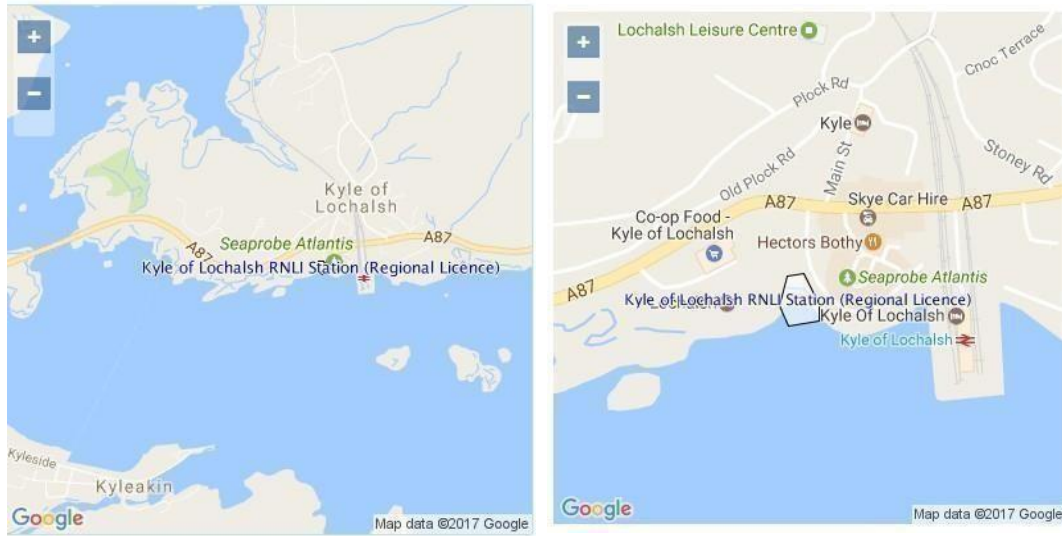 +
−
Kyle of
Lochalsh
A87
A87
Seaprobe Atlantis
Kyle of Lochalsh RNLI Station (Regional Licence)
Kyleside
Kyleakin
Google
Map data ©2017 Google
+
−
Lochalsh Leisure Centre
Cnoc Terrace
Plock Rd
Kyle
Stoney Rd
Old Plock Rd
Main St
Skye Car Hire
A87
A87
Co-op Food -
Kyle of Lochalsh
Hectors Bothy
Seaprobe Atlantis
A87
Kyle of Lochalsh RNLI Station (Regional Licence)
Kyle Of Lochalsh
Kyle of Lochalsh
Google
Map data ©2017 Google